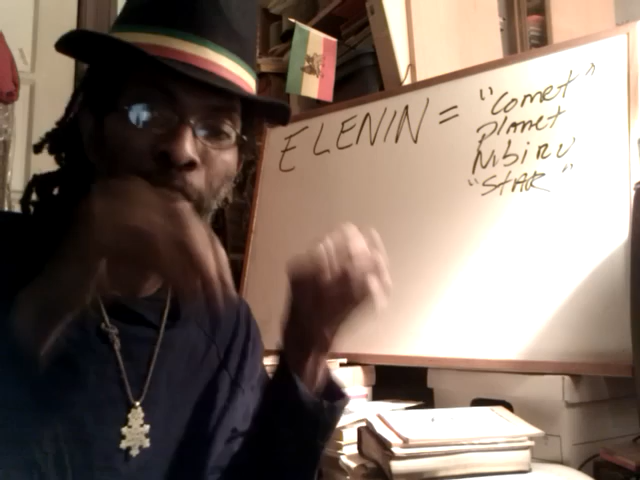 ELENIN = "Comet"
planet
NibiRU
"STAR"